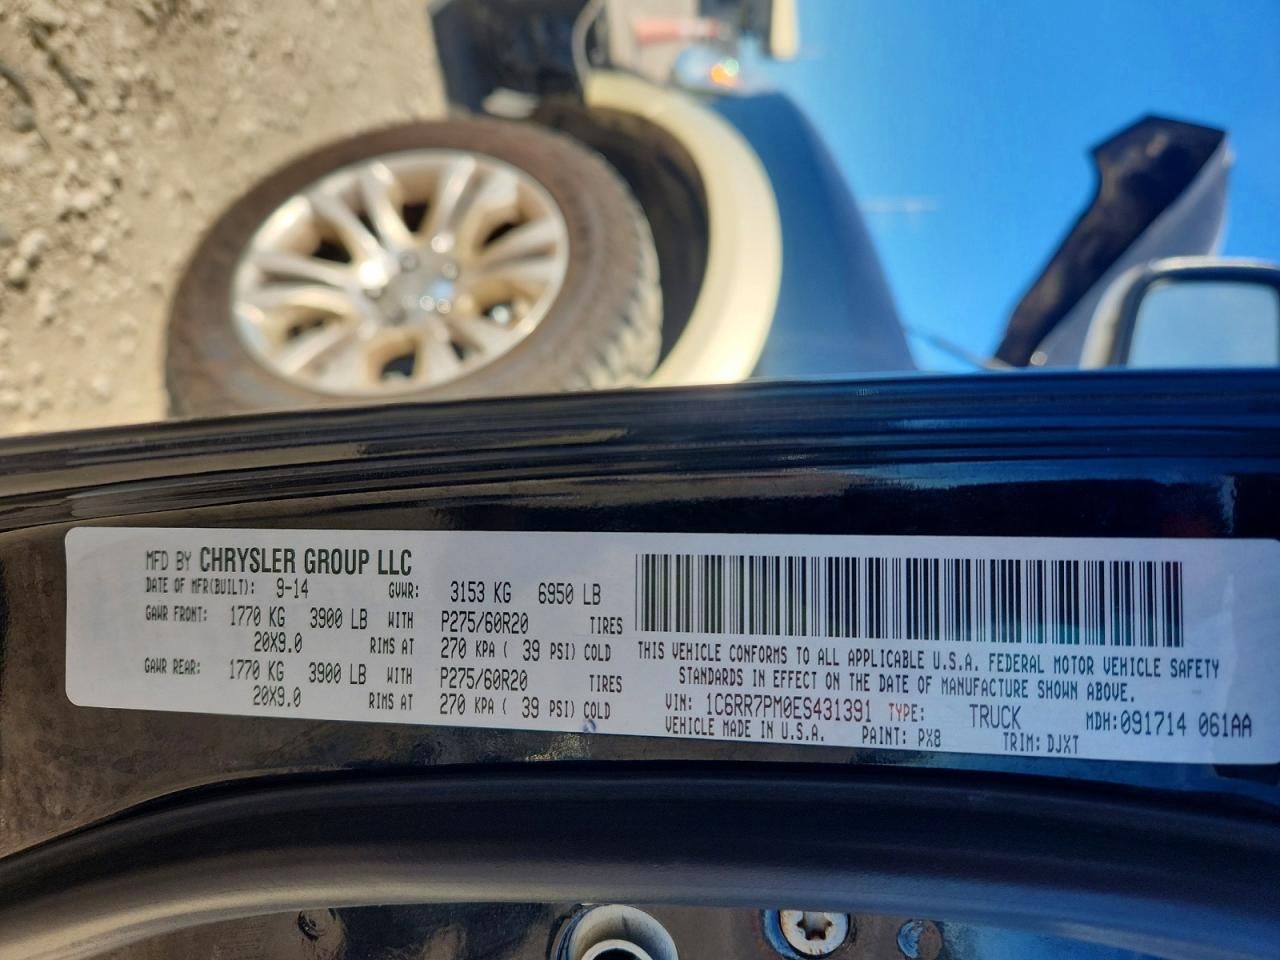 MFD BY CHRYSLER GROUP LLC
DATE OF MFR(BUILT): 9-14 GVWR: 3153 KG 6950 LB
GAWR FRONT: 1770 KG 3900 LB WITH P275/60R20 TIRES
20X9.0 RIMS AT 270 KPA ( 39 PSI) COLD
GAWR REAR: 1770 KG 3900 LB WITH P275/60R20 TIRES
20X9.0 RIMS AT 270 KPA ( 39 PSI) COLD
THIS VEHICLE CONFORMS TO ALL APPLICABLE U.S.A. FEDERAL MOTOR VEHICLE SAFETY
STANDARDS IN EFFECT ON THE DATE OF MANUFACTURE SHOWN ABOVE.
VIN: 1C6RR7PM0ES431391 TYPE: TRUCK MDH:091714 061AA
VEHICLE MADE IN U.S.A. PAINT: PX8 TRIM: DJXT